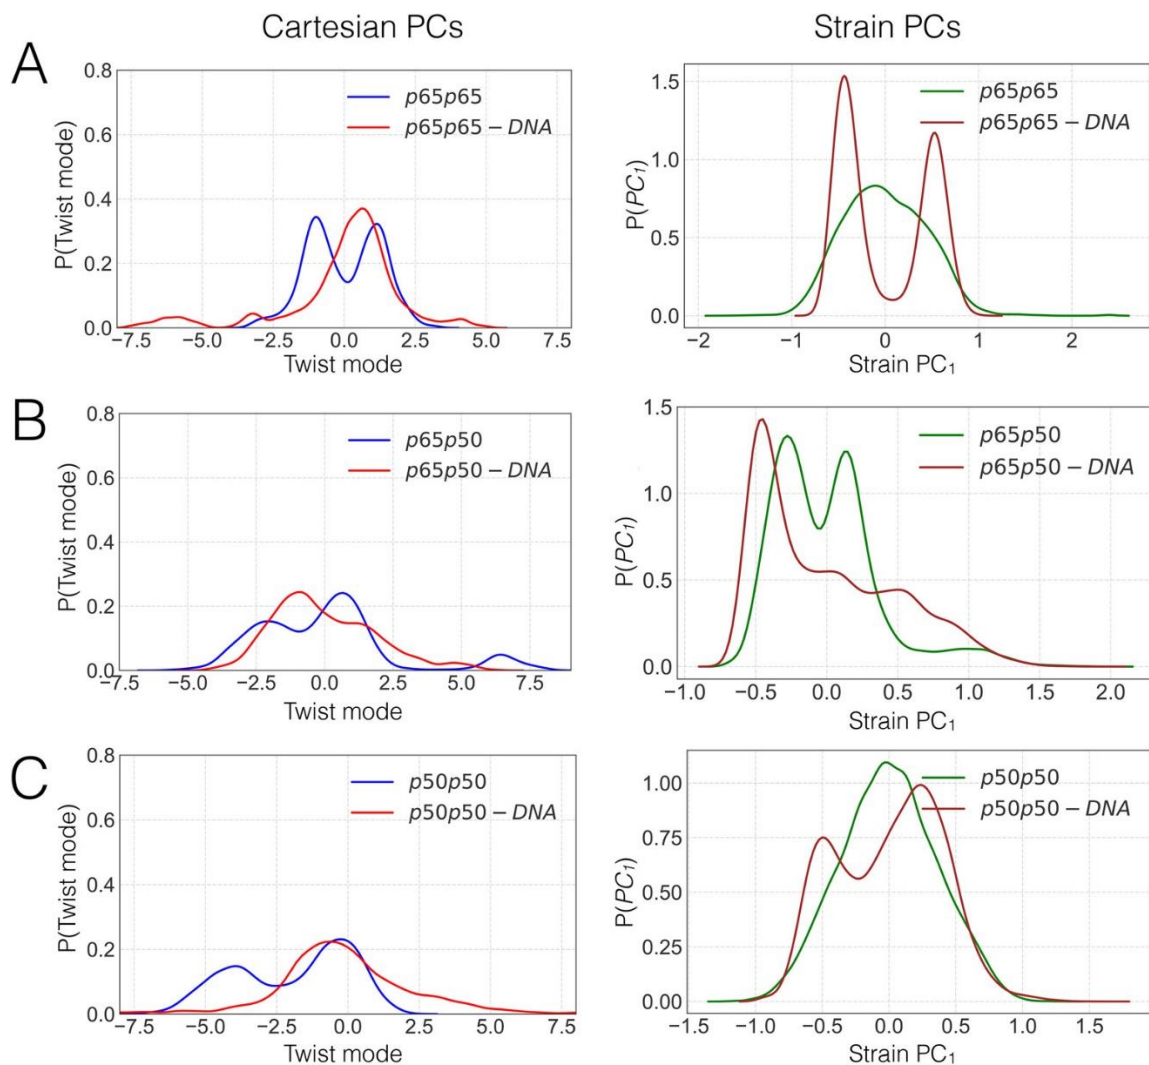 Cartesian PCs
Strain PCs
A
0.8
0.6
0.4
0.2
0.0
P(Twist mode)
p65p65
p65p65 − DNA
−7.5 −5.0 −2.5 0.0 2.5 5.0 7.5
Twist mode
1.5
1.0
0.5
0.0
P(PC₁)
p65p65
p65p65 − DNA
−2 −1 0 1 2
Strain PC₁
B
0.8
0.6
0.4
0.2
0.0
P(Twist mode)
p65p50
p65p50 − DNA
−7.5 −5.0 −2.5 0.0 2.5 5.0 7.5
Twist mode
1.5
1.0
0.5
0.0
P(PC₁)
p65p50
p65p50 − DNA
−1.0 −0.5 0.0 0.5 1.0 1.5 2.0
Strain PC₁
C
0.8
0.6
0.4
0.2
0.0
P(Twist mode)
p50p50
p50p50 − DNA
−7.5 −5.0 −2.5 0.0 2.5 5.0 7.5
Twist mode
1.00
0.75
0.50
0.25
0.00
P(PC₁)
p50p50
p50p50 − DNA
−1.5 −1.0 −0.5 0.0 0.5 1.0 1.5
Strain PC₁